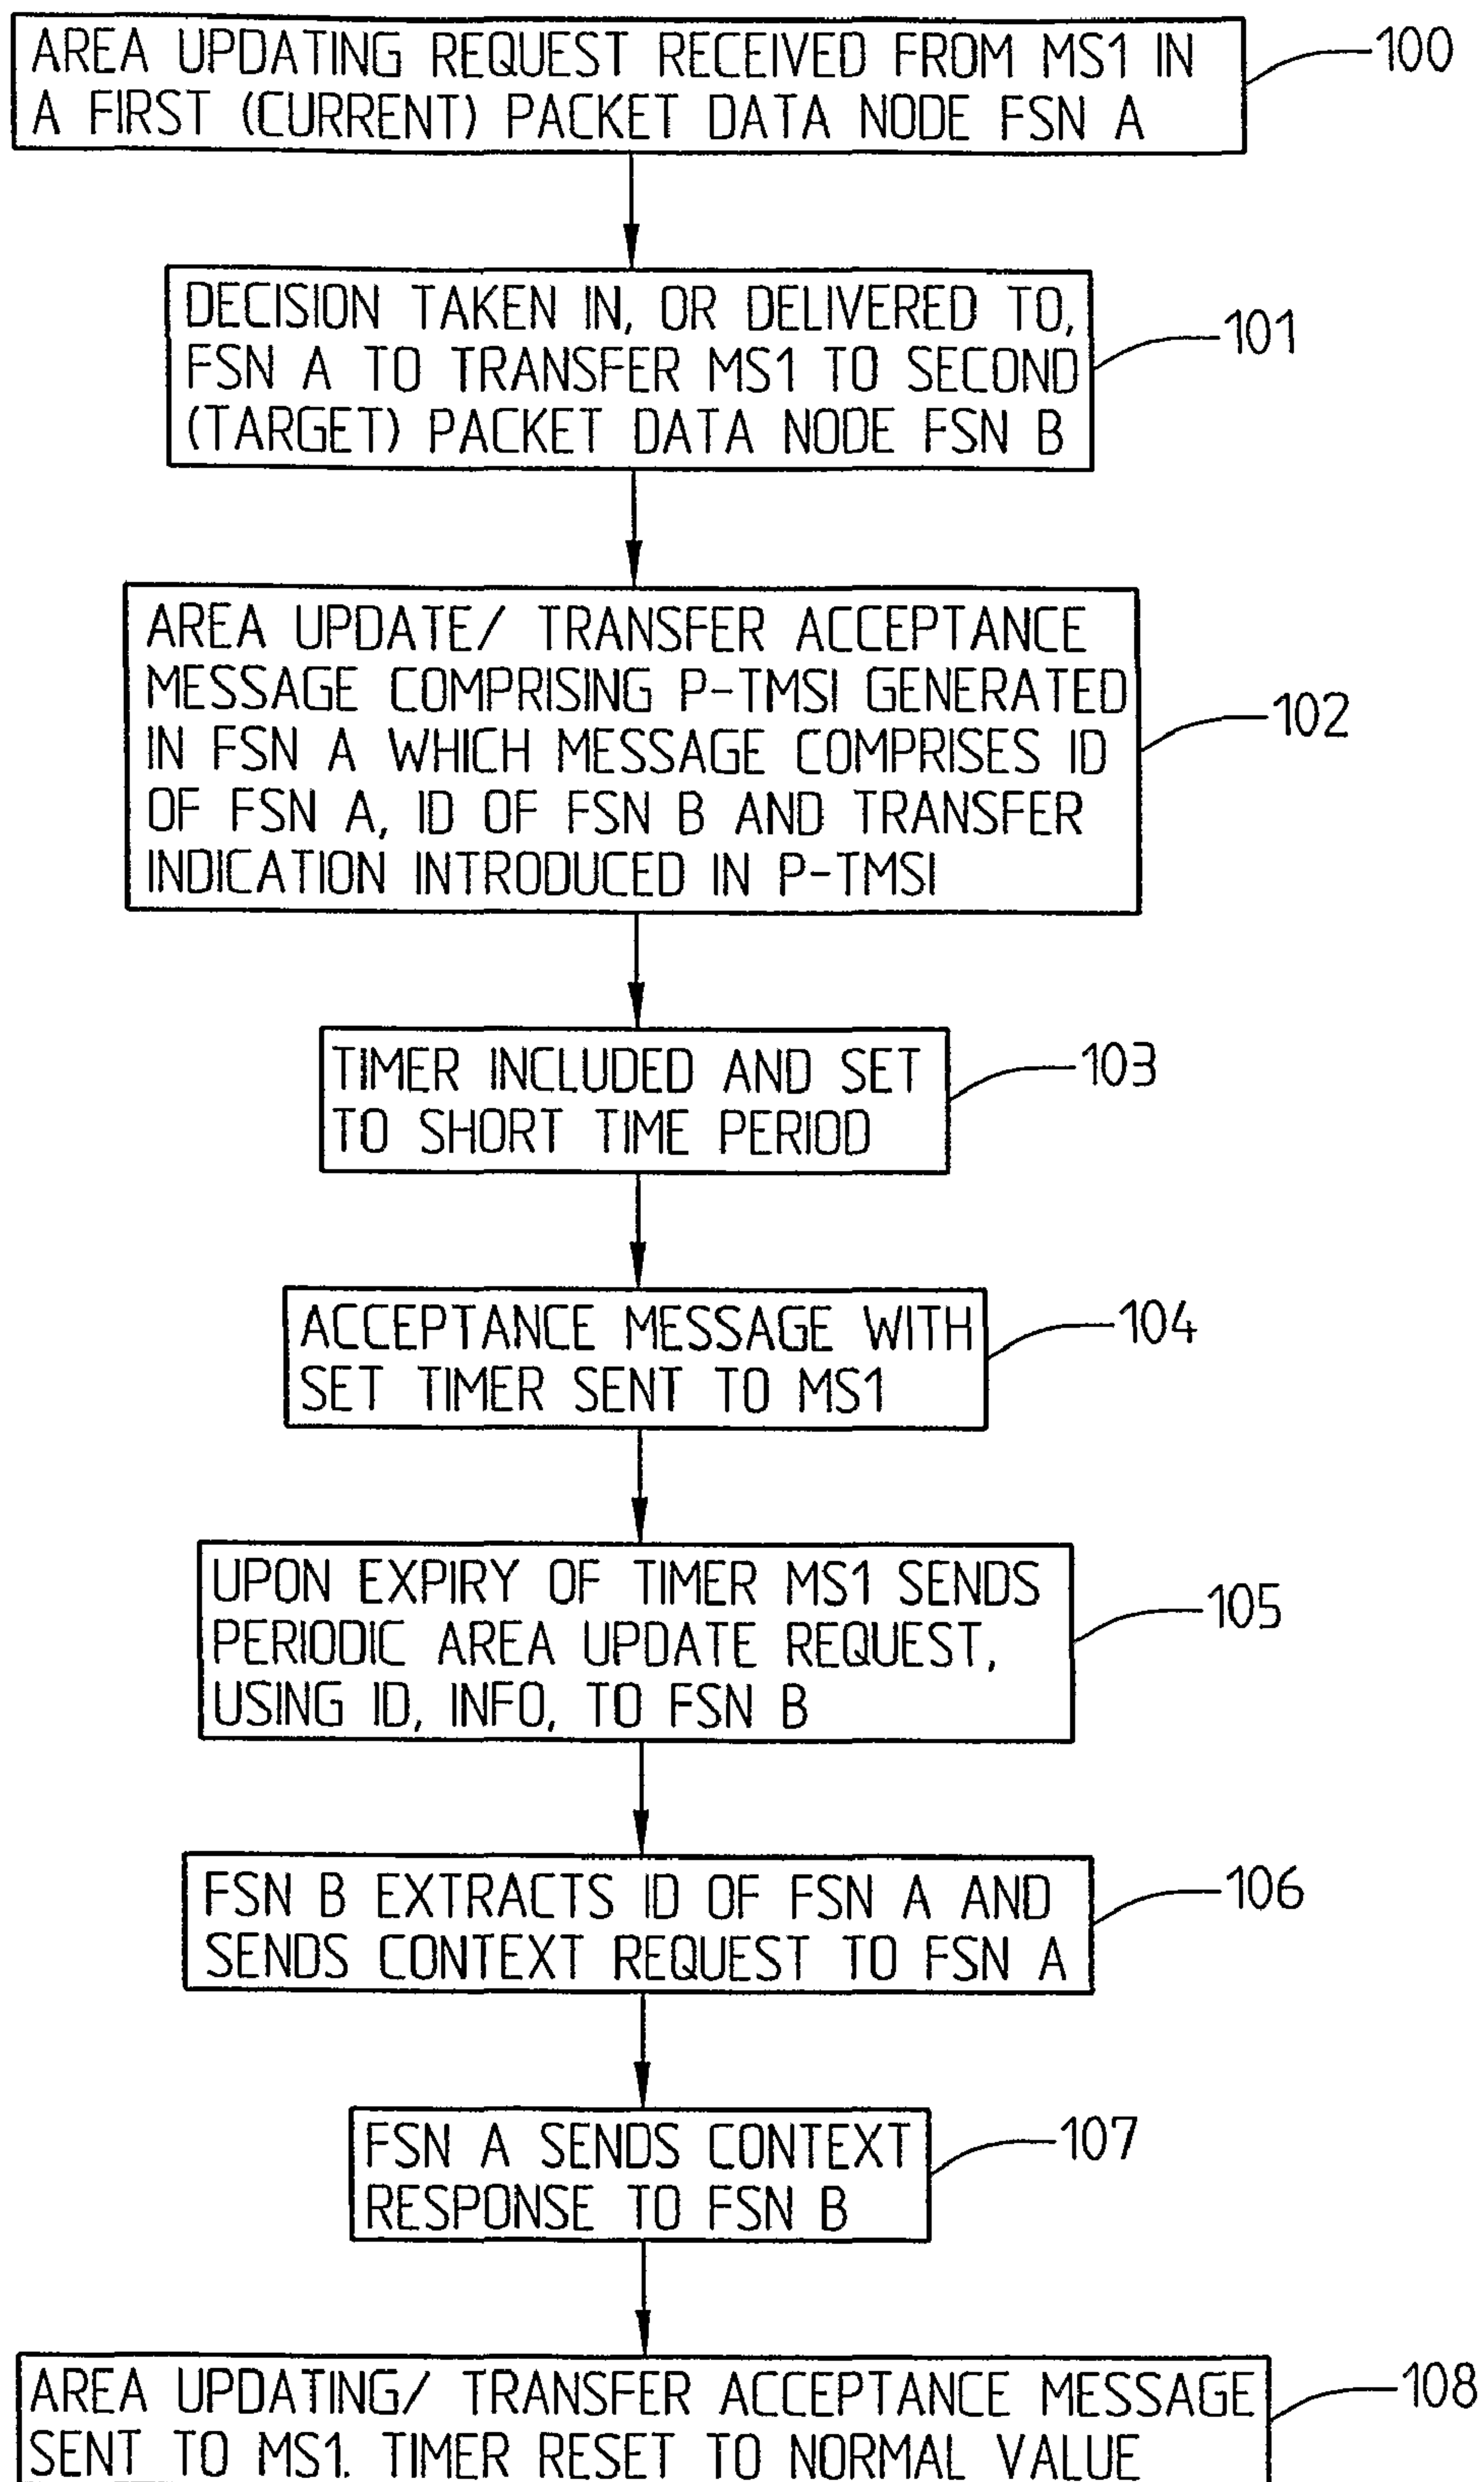 AREA UPDATING REQUEST RECEIVED FROM MS1 IN
A FIRST (CURRENT) PACKET DATA NODE FSN A
100
DECISION TAKEN IN, OR DELIVERED TO,
FSN A TO TRANSFER MS1 TO SECOND
(TARGET) PACKET DATA NODE FSN B
101
AREA UPDATE/ TRANSFER ACCEPTANCE
MESSAGE COMPRISING P-TMSI GENERATED
IN FSN A WHICH MESSAGE COMPRISES ID
OF FSN A, ID OF FSN B AND TRANSFER
INDICATION INTRODUCED IN P-TMSI
102
TIMER INCLUDED AND SET
TO SHORT TIME PERIOD
103
ACCEPTANCE MESSAGE WITH
SET TIMER SENT TO MS1
104
UPON EXPIRY OF TIMER MS1 SENDS
PERIODIC AREA UPDATE REQUEST,
USING ID, INFO, TO FSN B
105
FSN B EXTRACTS ID OF FSN A AND
SENDS CONTEXT REQUEST TO FSN A
106
FSN A SENDS CONTEXT
RESPONSE TO FSN B
107
AREA UPDATING/ TRANSFER ACCEPTANCE MESSAGE
SENT TO MS1. TIMER RESET TO NORMAL VALUE
108